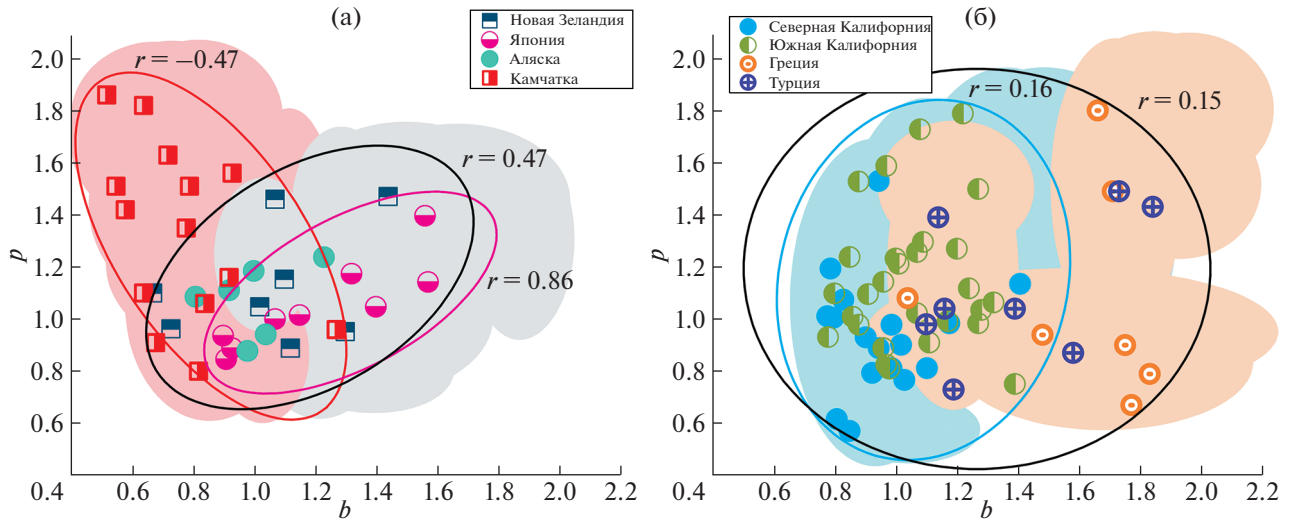 (а)
Новая Зеландия
Япония
Аляска
Камчатка
r = –0.47
r = 0.47
r = 0.86
p
2.0
1.8
1.6
1.4
1.2
1.0
0.8
0.6
0.4 0.6 0.8 1.0 1.2 1.4 1.6 1.8 2.0 2.2
b
(б)
Северная Калифорния
Южная Калифорния
Греция
Турция
r = 0.16
r = 0.15
p
2.0
1.8
1.6
1.4
1.2
1.0
0.8
0.6
0.4 0.6 0.8 1.0 1.2 1.4 1.6 1.8 2.0 2.2
b